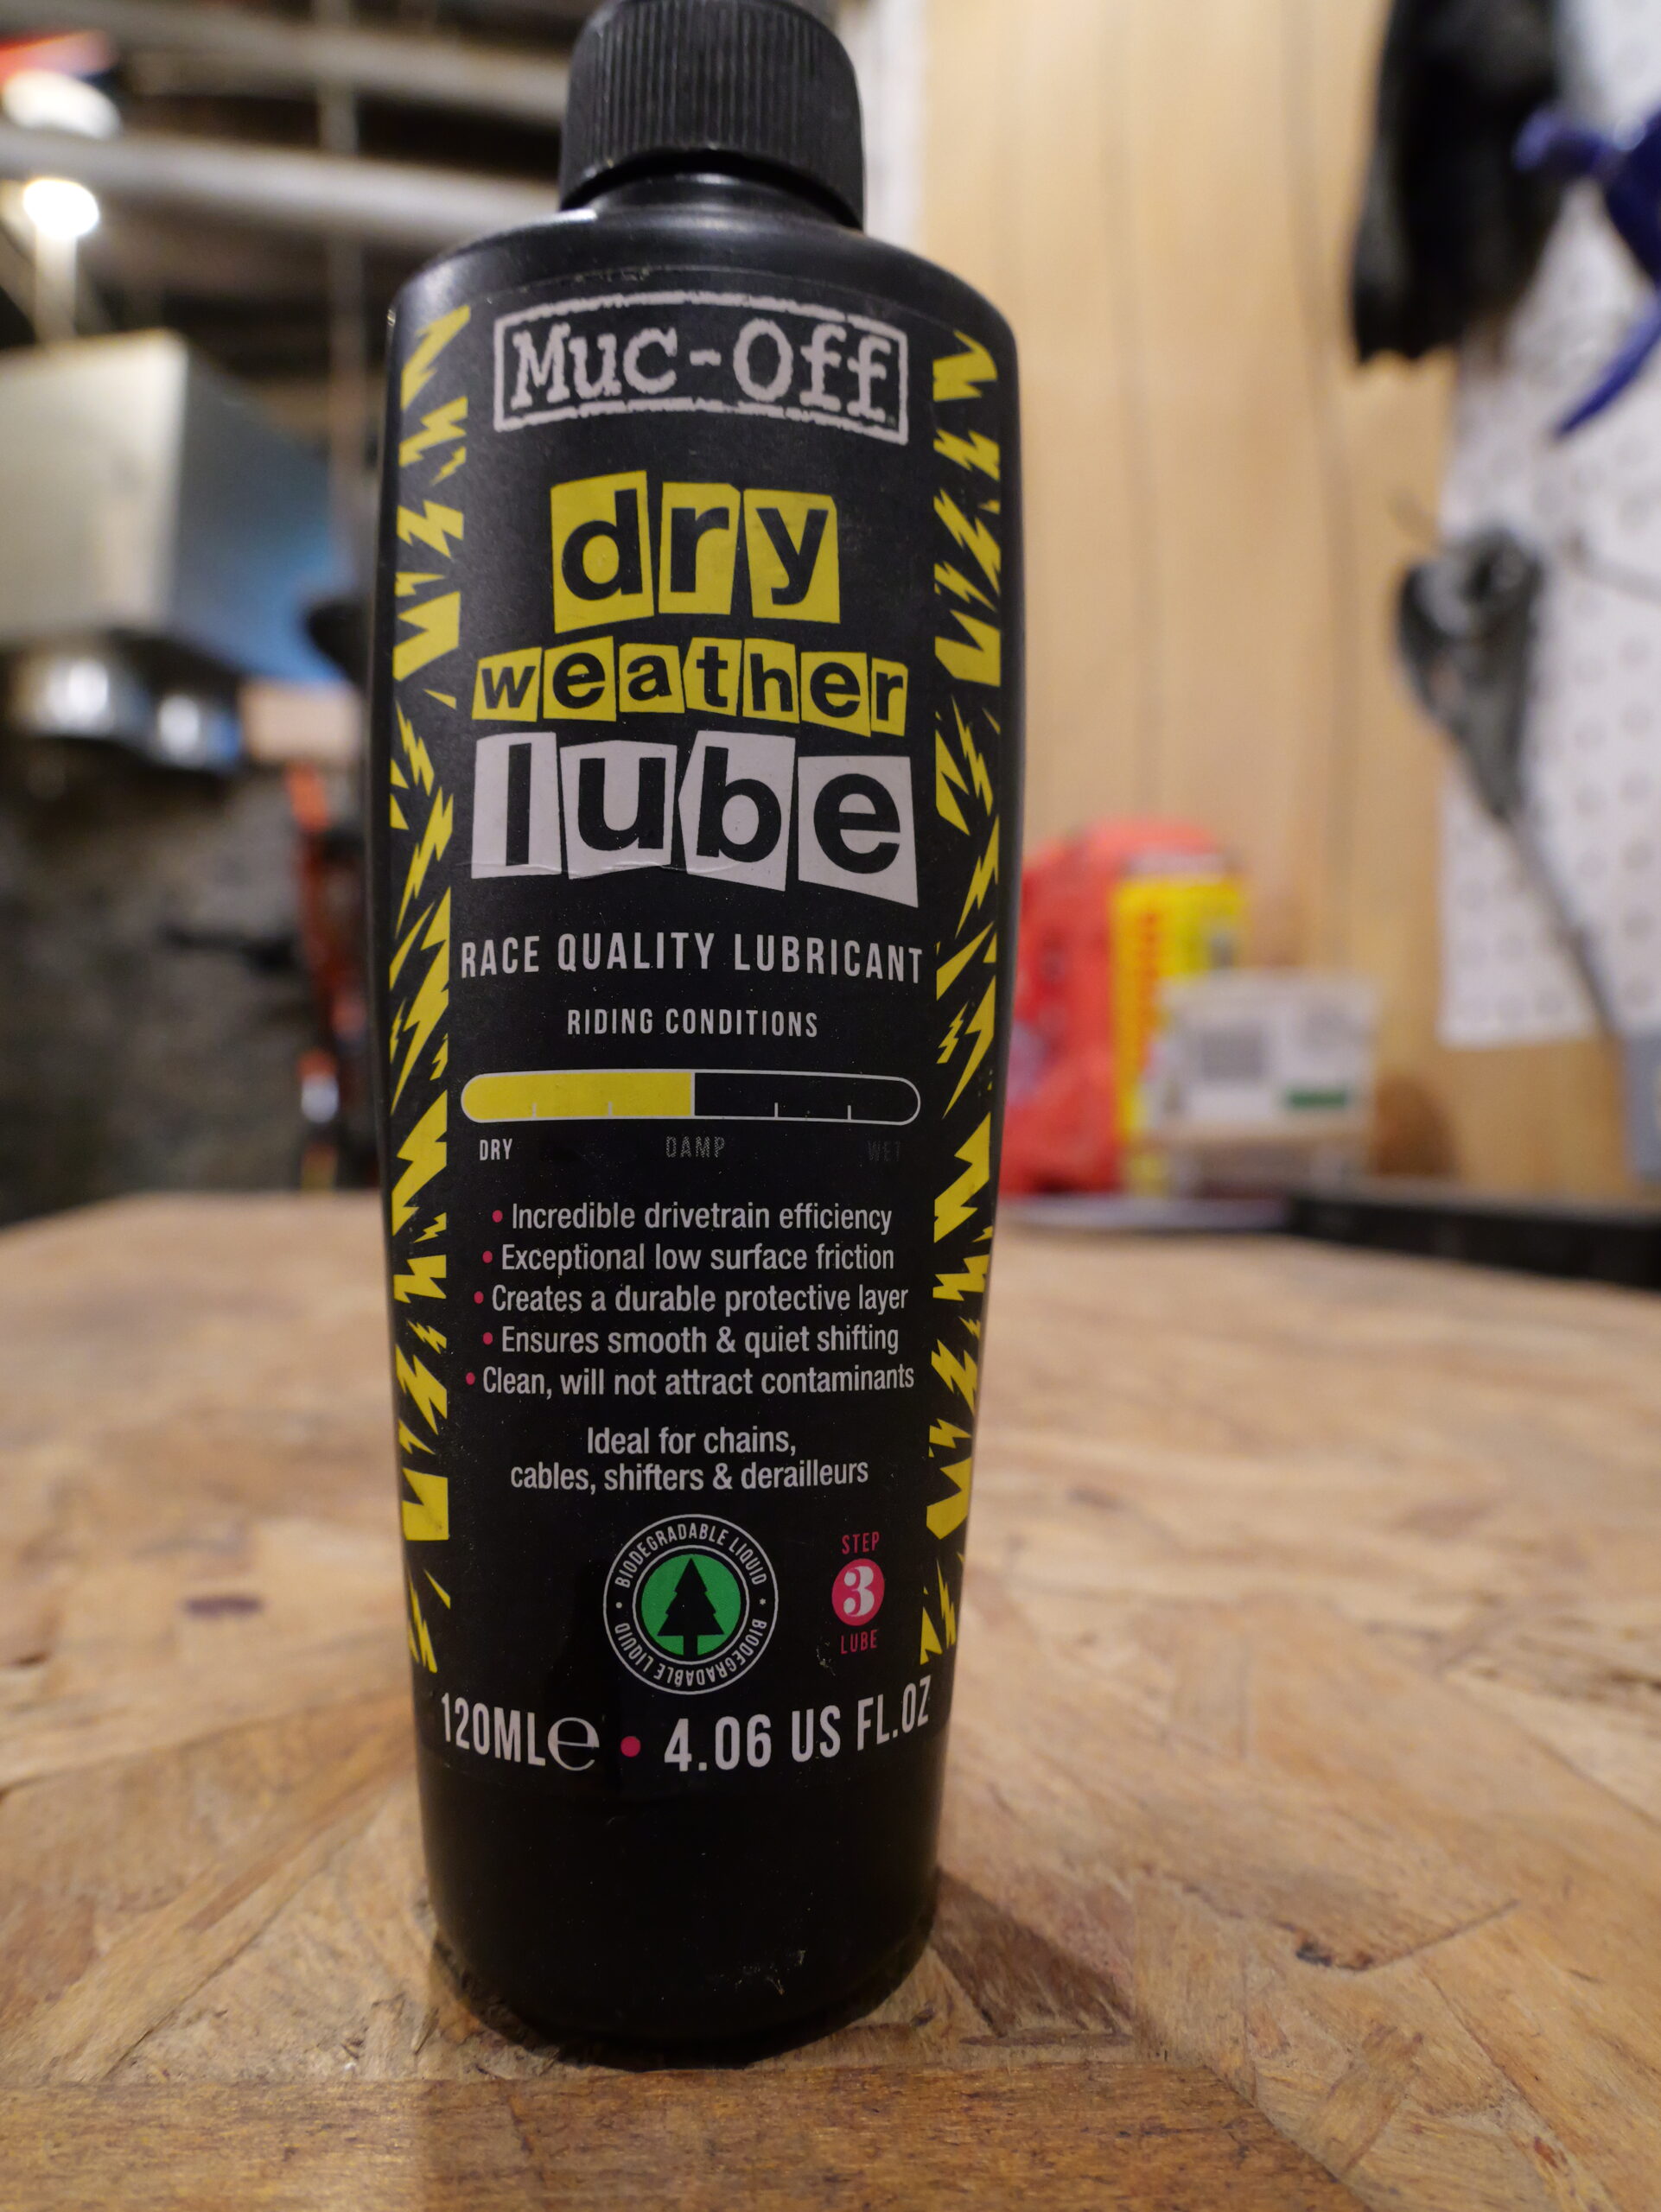 Muc-Off
dry
weather
lube
RACE QUALITY LUBRICANT
RIDING CONDITIONS
DRY DAMP WET
• Incredible drivetrain efficiency
• Exceptional low surface friction
• Creates a durable protective layer
• Ensures smooth & quiet shifting
• Clean, will not attract contaminants
Ideal for chains,
cables, shifters & derailleurs
BIODEGRADABLE LIQUID • BIODEGRADABLE LIQUID •
STEP
3
LUBE
120MLe • 4.06 US FL.OZ